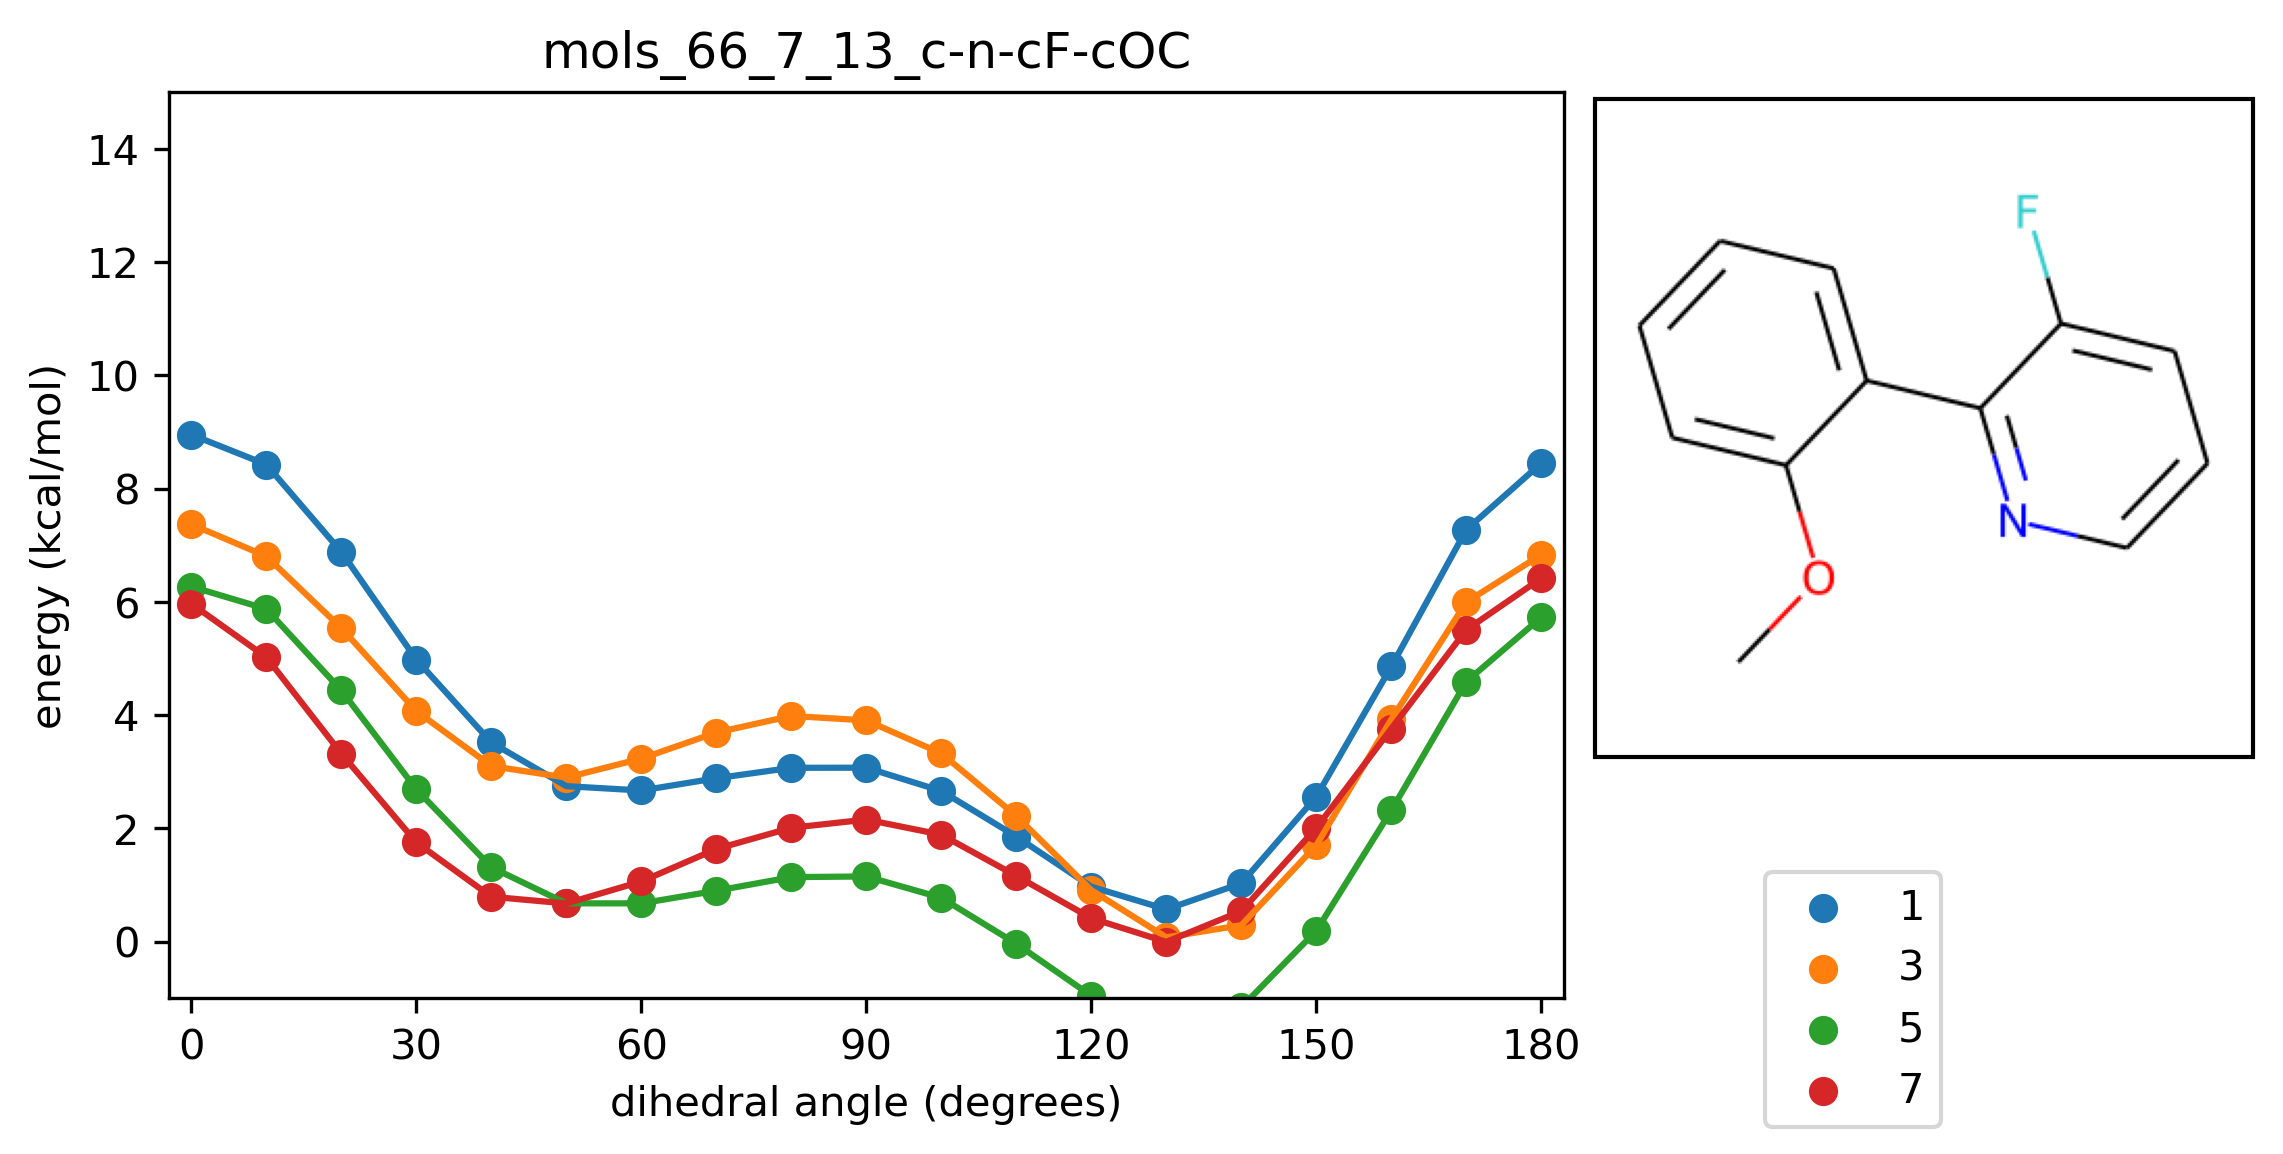 mols_66_7_13_c-n-cF-cOC
energy (kcal/mol)
14
12
10
8
6
4
2
0
0 30 60 90 120 150 180
dihedral angle (degrees)
F
N
O
1
3
5
7